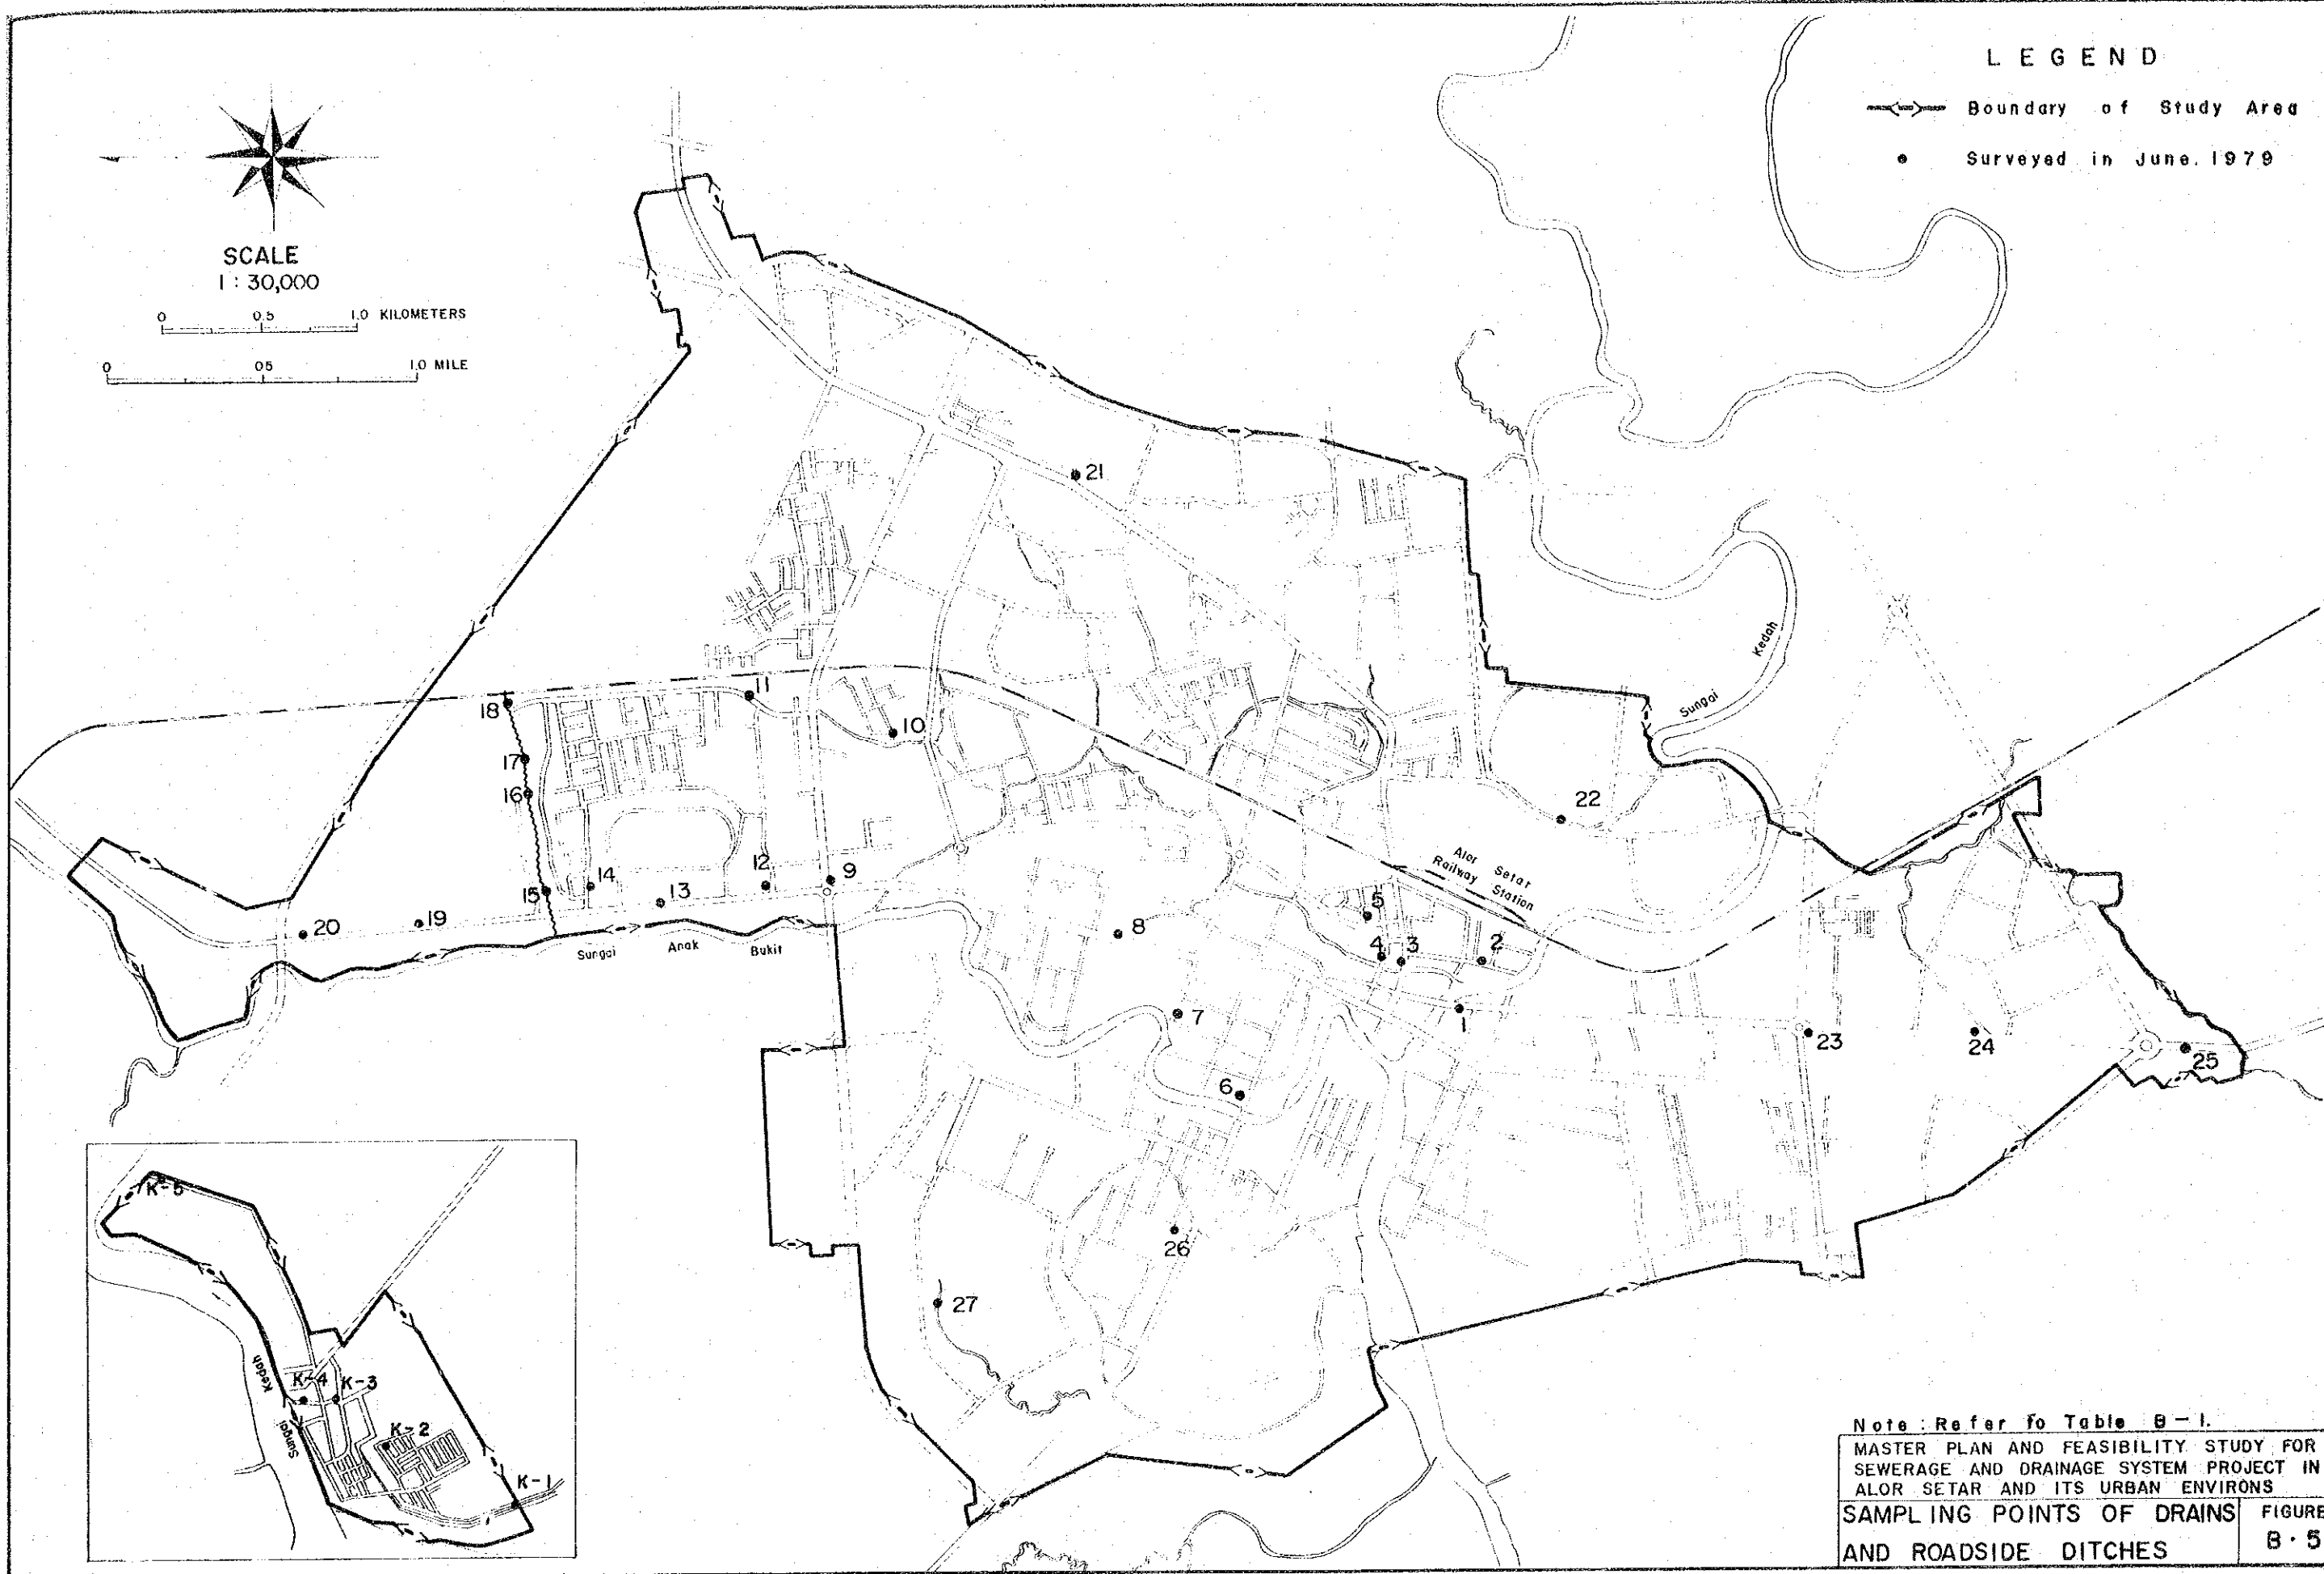 LEGEND
Boundary of Study Area
Surveyed in June. 1979
SCALE
1 : 30,000
0 0.5 1.0 KILOMETERS
0 05 1.0 MILE
21
Kedah
Sungai
11
18
10
17
16
22
12
9
14
15
13
Alor Setar
Railway Station
5
19
20
8
4 3 2
Sungai Anak Bukit
7
1
23
24
25
6
26
27
K-5
Kedah
K-4 K-3
Sungai
K-2
K-1
Note : Refer To Table B-1.
MASTER PLAN AND FEASIBILITY STUDY FOR
SEWERAGE AND DRAINAGE SYSTEM PROJECT IN
ALOR SETAR AND ITS URBAN ENVIRONS
SAMPLING POINTS OF DRAINS
AND ROADSIDE DITCHES
FIGURE
B·5